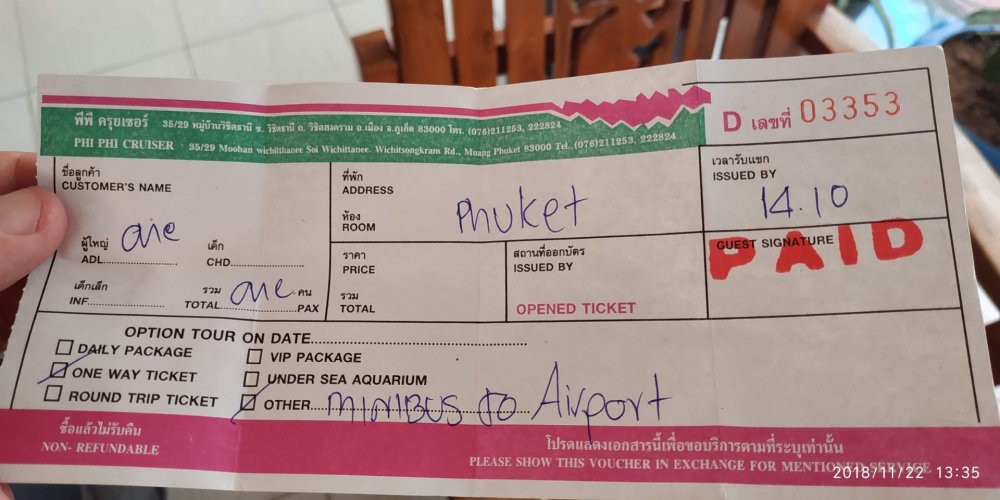 พีพี ครุยเซอร์ 35/29 หมู่บ้านวิชิตธานี ซ. วิชิตธานี ถ. วิชิตสงคราม อ.เมือง จ.ภูเก็ต 83000 โทร. (076)211253, 222824
PHI PHI CRUISER 35/29 Mooban wichitthanee Soi Wichittanee. Wichitsongkram Rd., Muang Phuket 83000 Tel. (076)211253, 222824
D เลขที่ 03353
ชื่อลูกค้า
CUSTOMER'S NAME
ผู้ใหญ่ one เด็ก
ADL............... CHD...............
เด็กเล็ก รวม one คน
INF............... TOTAL............... PAX
ที่พัก
ADDRESS
ห้อง
ROOM
Phuket
เวลารับแขก
ISSUED BY
14.10
ราคา
PRICE
รวม
TOTAL
สถานที่ออกบัตร
ISSUED BY
OPENED TICKET
GUEST SIGNATURE
PAID
OPTION TOUR ON DATE...............
DAILY PACKAGE
ONE WAY TICKET
ROUND TRIP TICKET
VIP PACKAGE
UNDER SEA AQUARIUM
OTHER.... MINIBUS to Airport
ซื้อแล้วไม่รับคืน
NON- REFUNDABLE
โปรดแสดงเอกสารนี้เพื่อขอบริการตามที่ระบุเท่านั้น
PLEASE SHOW THIS VOUCHER IN EXCHANGE FOR MENTIONED SERVICE
2018/11/22 13:35